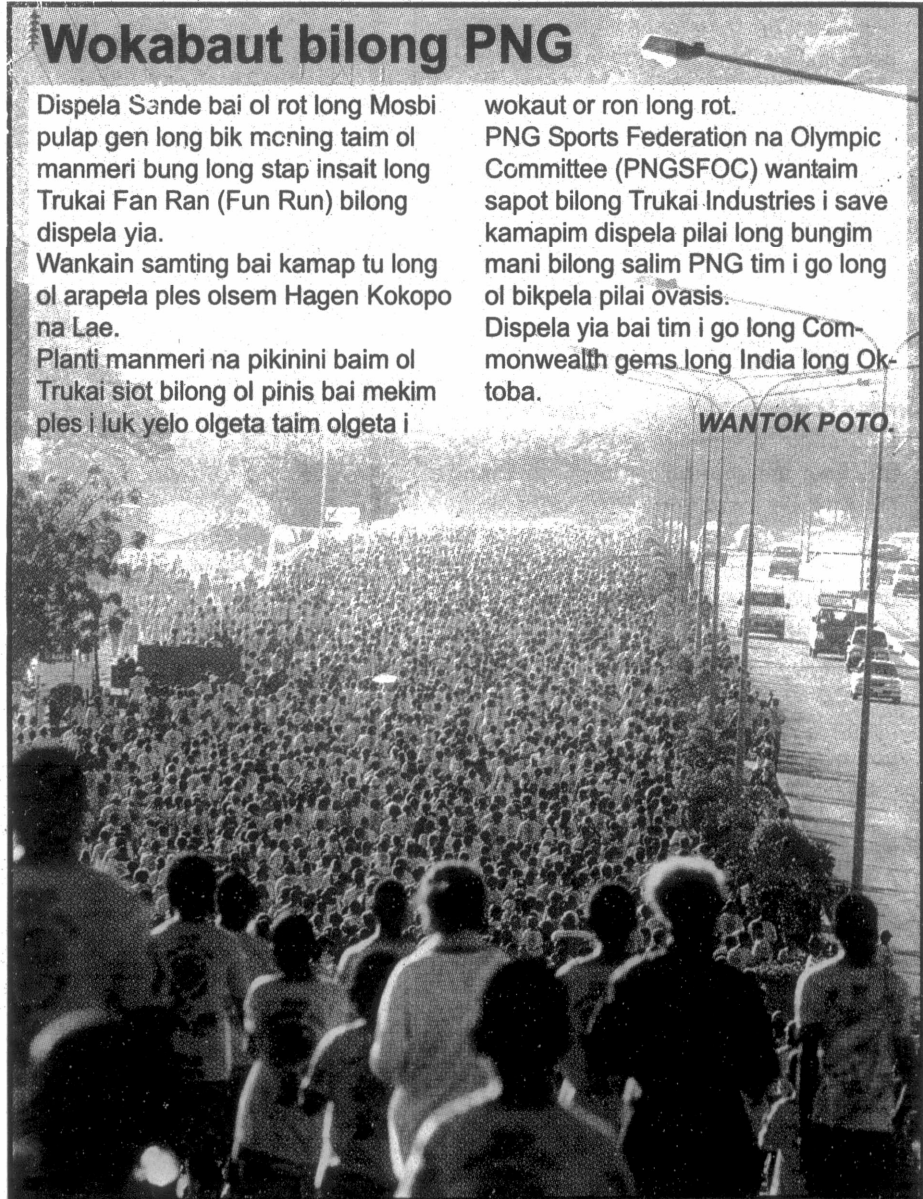 Wokabaut bilong PNG
Dispela Sande bai ol rot long Mosbi
pulap gen long bik moning taim ol
manmeri bung long stap insait long
Trukai Fan Ran (Fun Run) bilong
dispela yia.
Wankain samting bai kamap tu long
ol arapela ples olsem Hagen Kokopo
na Lae.
Planti manmeri na pikinini baim ol
Trukai siot bilong ol pinis bai mekim
ples i luk yelo olgeta taim olgeta i
wokaut or ron long rot.
PNG Sports Federation na Olympic
Committee (PNGSFOC) wantaim
sapot bilong Trukai Industries i save
kamapim dispela pilai long bungim
mani bilong salim PNG tim i go long
ol bikpela pilai ovasis.
Dispela yia bai tim i go long Com-
monwealth gems long India long Ok-
toba.
WANTOK POTO.